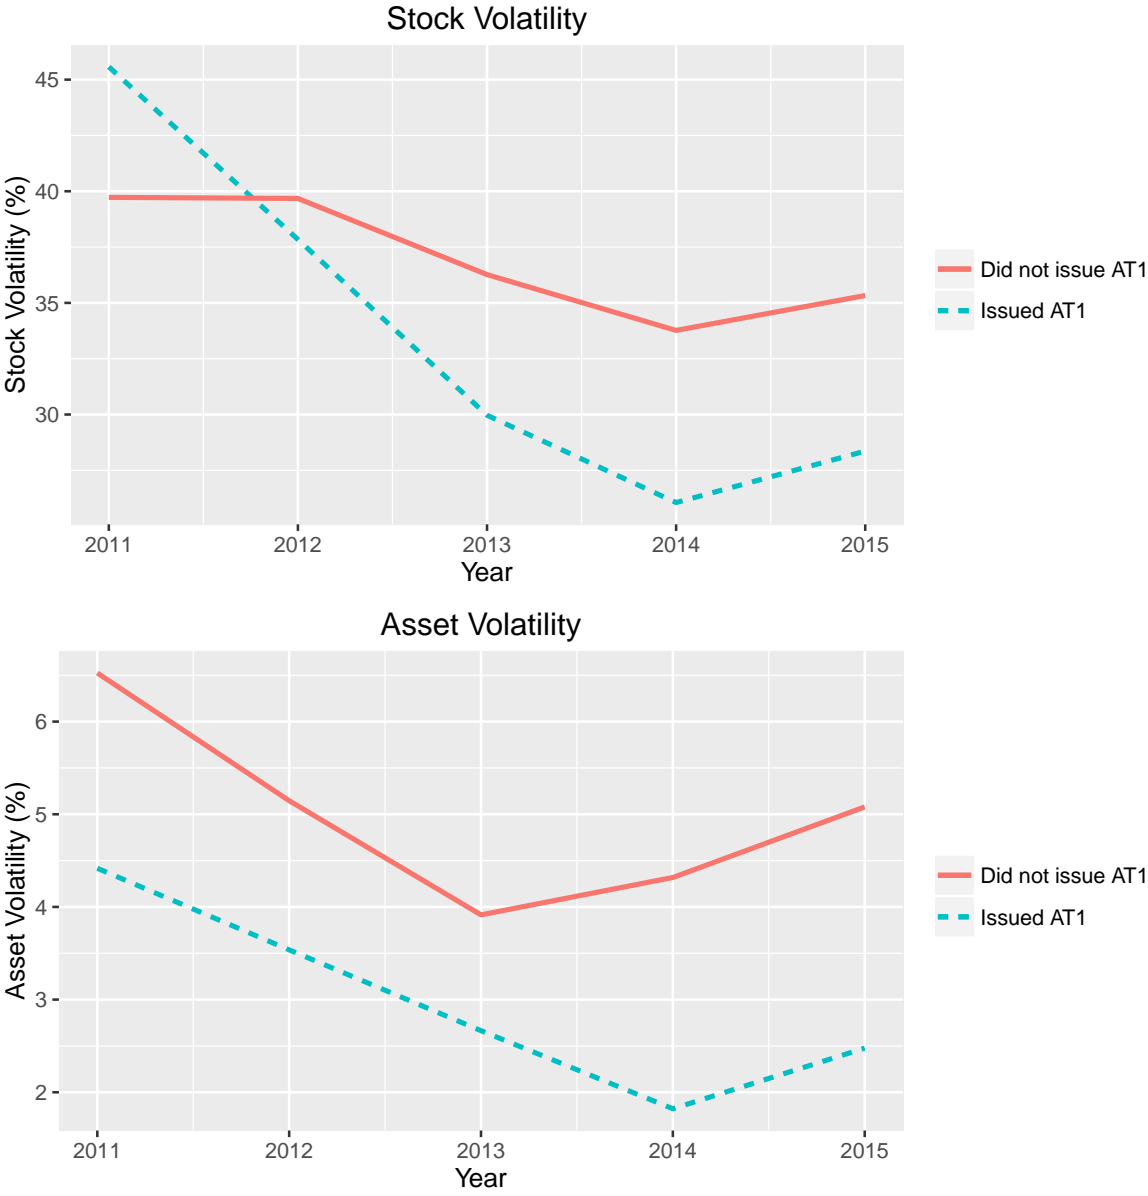 Stock Volatility
Stock Volatility (%)
45
40
35
30
2011 2012 2013 2014 2015
Year
Did not issue AT1
Issued AT1
Asset Volatility
Asset Volatility (%)
6
5
4
3
2
2011 2012 2013 2014 2015
Year
Did not issue AT1
Issued AT1